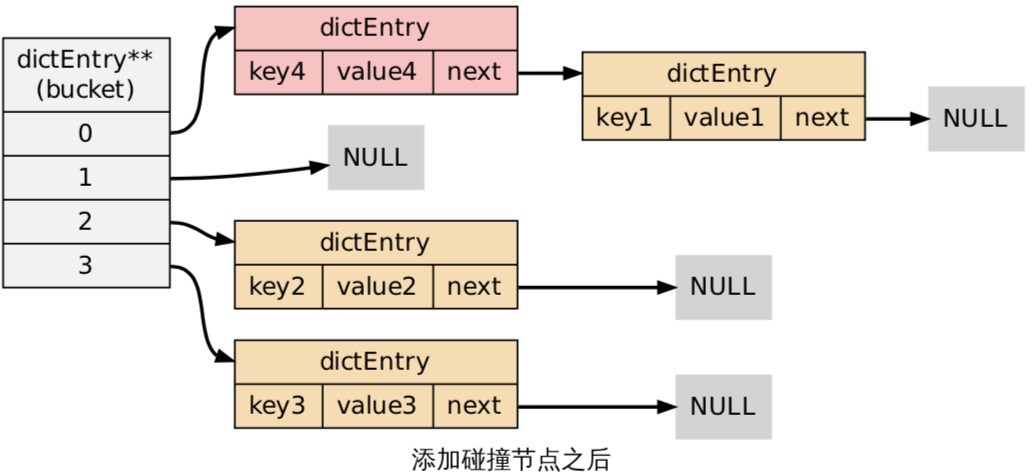 dictEntry**
(bucket)
0
1
2
3
dictEntry
key4 value4 next
dictEntry
key1 value1 next
NULL
NULL
dictEntry
key2 value2 next
NULL
dictEntry
key3 value3 next
NULL
添加碰撞节点之后